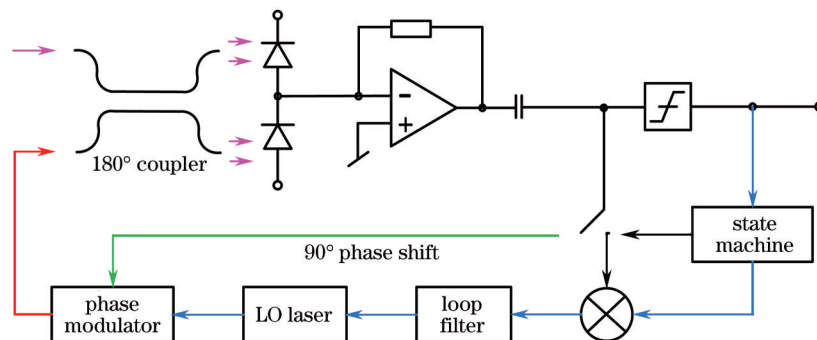 −
+
180° coupler
state
machine
90° phase shift
phase
modulator
LO laser
loop
filter